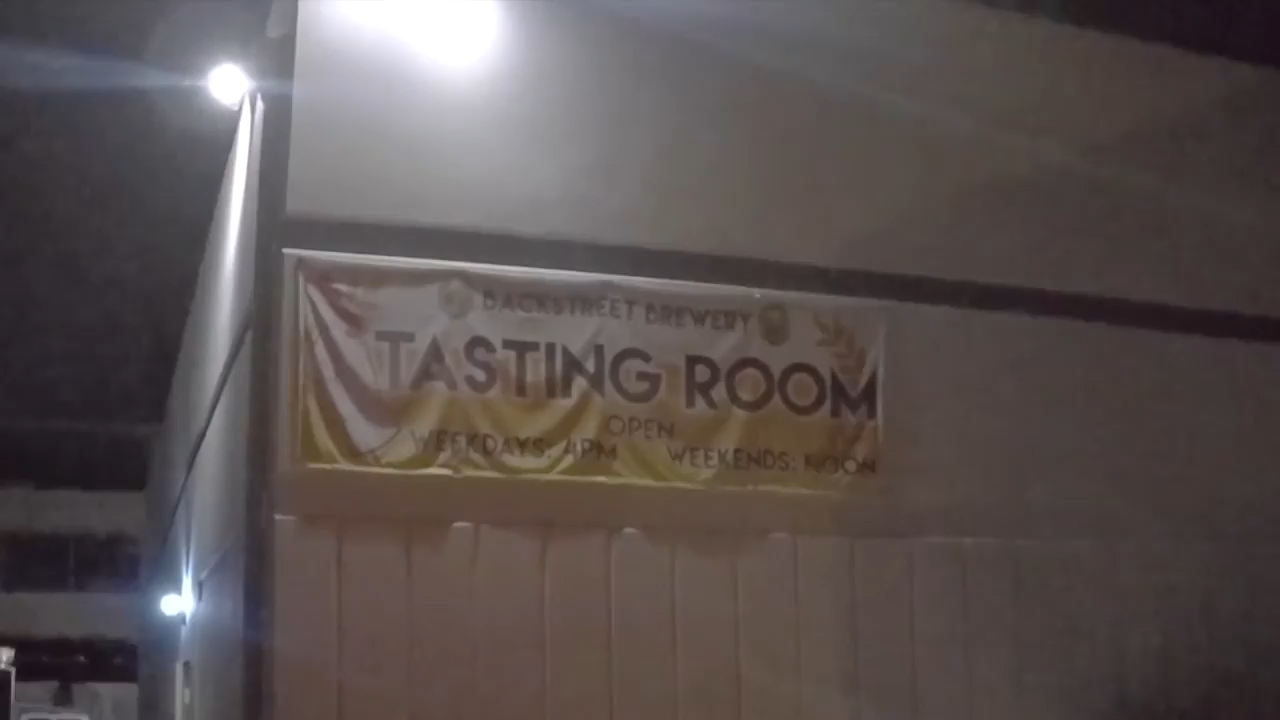 BACKSTREET BREWERY
TASTING ROOM
OPEN
WEEKDAYS: 4PM WEEKENDS: NOON